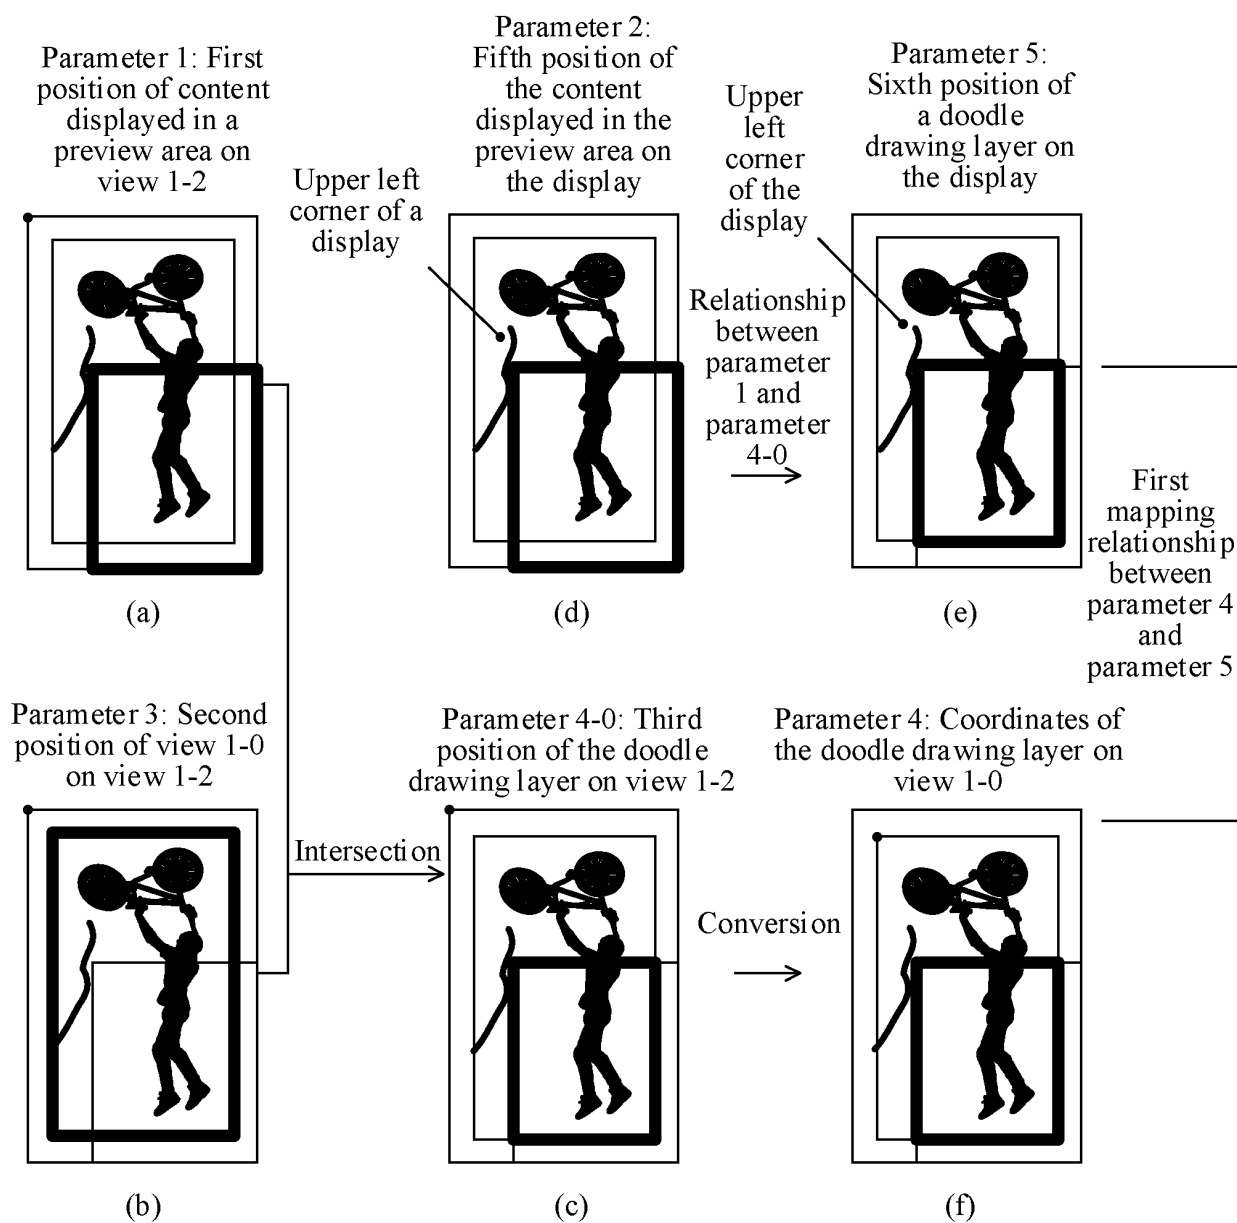 Parameter 1: First
position of content
displayed in a
preview area on
view 1-2
Upper left
corner of a
display
Parameter 2:
Fifth position of
the content
displayed in the
preview area on
the display
Upper
left
corner
of the
display
Parameter 5:
Sixth position of
a doodle
drawing layer on
the display
Relationship
between
parameter
1 and
parameter
4-0
First
mapping
relationship
between
parameter 4
and
parameter 5
(a)
(d)
(e)
Parameter 3: Second
position of view 1-0
on view 1-2
Intersection
Parameter 4-0: Third
position of the doodle
drawing layer on view 1-2
Conversion
Parameter 4: Coordinates of
the doodle drawing layer on
view 1-0
(b)
(c)
(f)